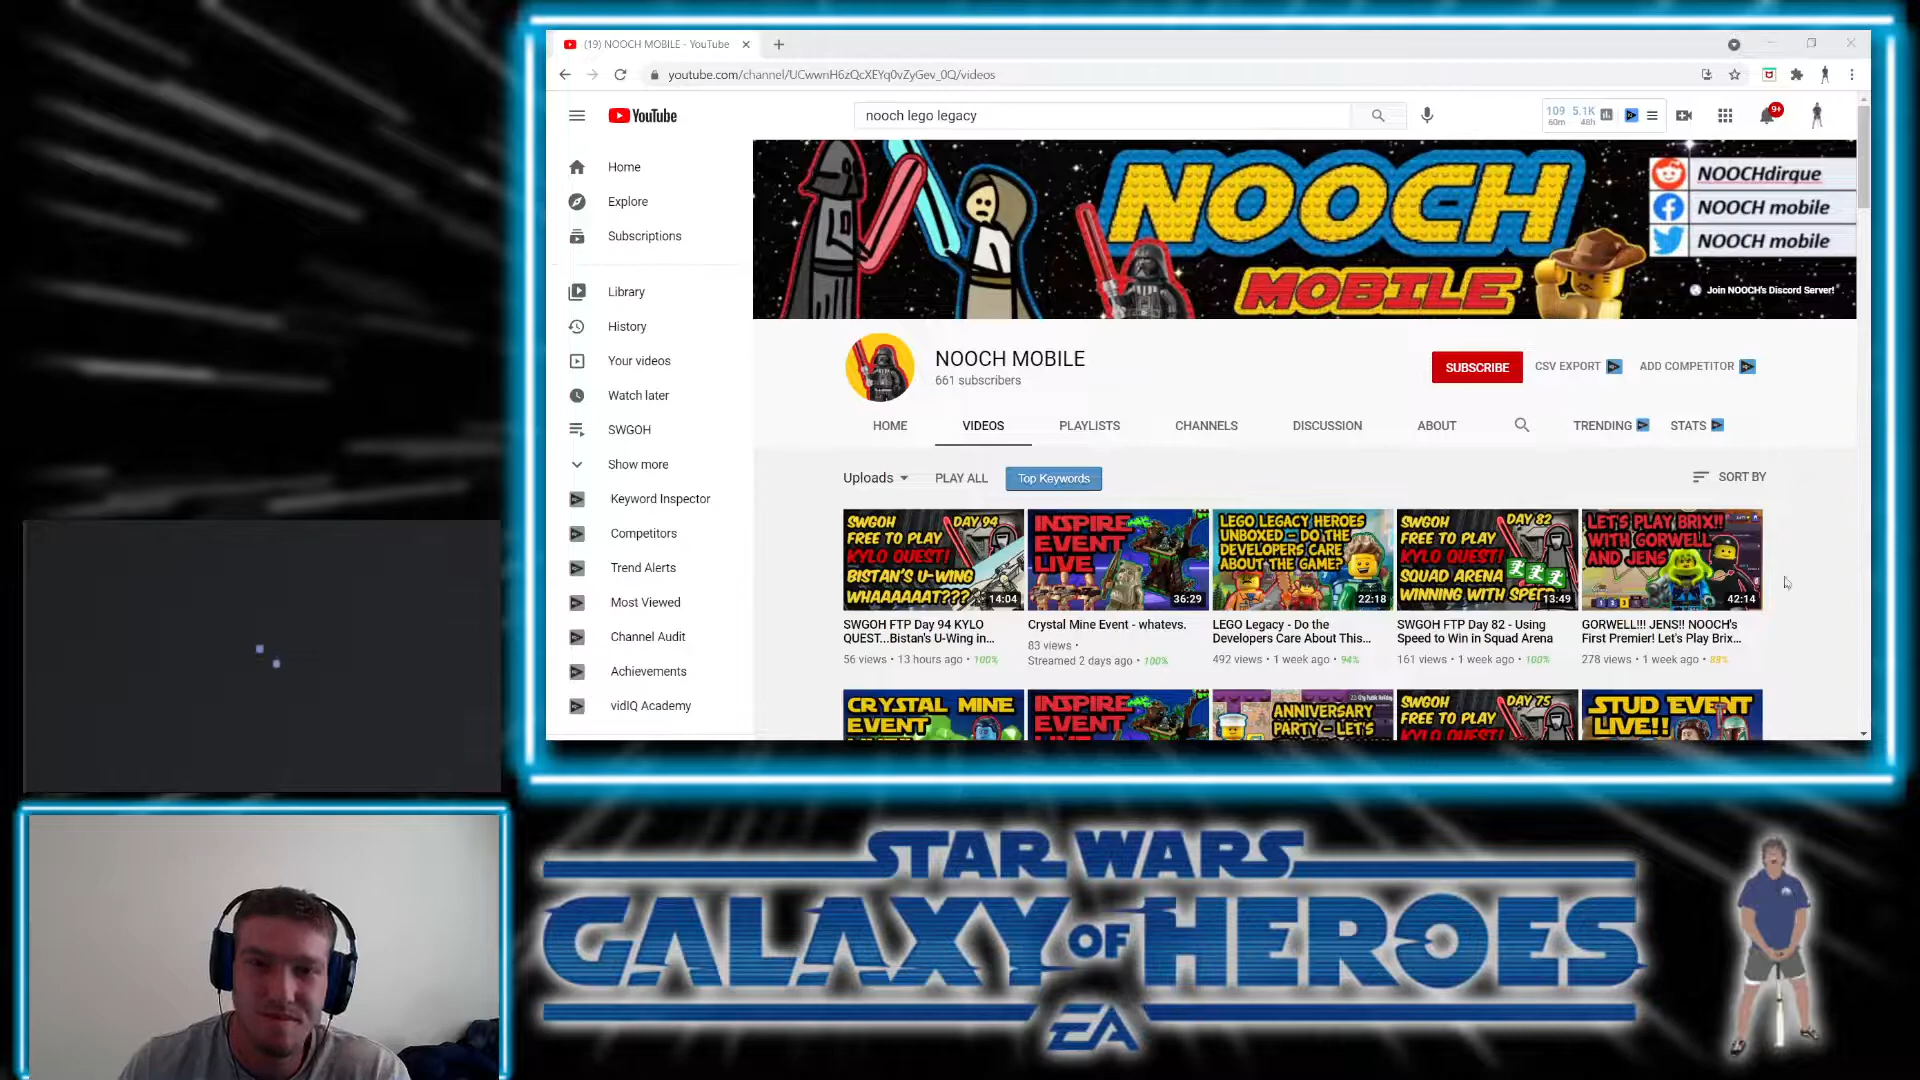 (19) NOOCH MOBILE - YouTube
youtube.com/channel/UCwwnH6zQcXEYq0vZyGev_0Q/videos
YouTube
nooch lego legacy
109 5.1K
60m 48h
9+
Home
Explore
Subscriptions
Library
History
Your videos
Watch later
SWGOH
Show more
Keyword Inspector
Competitors
Trend Alerts
Most Viewed
Channel Audit
Achievements
vidIQ Academy
NOOCH
MOBILE
NOOCHdirque
NOOCH mobile
NOOCH mobile
Join NOOCH's Discord Server!
NOOCH MOBILE
661 subscribers
SUBSCRIBE
CSV EXPORT
ADD COMPETITOR
HOME
VIDEOS
PLAYLISTS
CHANNELS
DISCUSSION
ABOUT
TRENDING
STATS
Uploads
PLAY ALL
Top Keywords
SORT BY
SWGOH DAY 94
FREE TO PLAY
KYLO QUEST!
BISTAN'S U-WING
WHAAAAAT???
14:04
SWGOH FTP Day 94 KYLO
QUEST...Bistan's U-Wing in...
56 views • 13 hours ago • 100%
INSPIRE
EVENT
LIVE
36:29
Crystal Mine Event - whatevs.
83 views •
Streamed 2 days ago • 100%
LEGO LEGACY HEROES
UNBOXED - DO THE
DEVELOPERS CARE
ABOUT THE GAME?
22:18
LEGO Legacy - Do the
Developers Care About This...
492 views • 1 week ago • 94%
SWGOH DAY 82
FREE TO PLAY
KYLO QUEST!
SQUAD ARENA
WINNING WITH SPEED
13:49
SWGOH FTP Day 82 - Using
Speed to Win in Squad Arena
161 views • 1 week ago • 100%
LET'S PLAY BRIX!!
WITH GORWELL
AND JENS
42:14
GORWELL!!! JENS!! NOOCH's
First Premier! Let's Play Brix...
278 views • 1 week ago • 88%
CRYSTAL MINE
EVENT
INSPIRE
EVENT
ANNIVERSARY
PARTY - LET'S
SWGOH DAY 75
FREE TO PLAY
KYLO QUEST!
STUD EVENT
LIVE!!
STAR WARS
GALAXY OF HEROES
EA